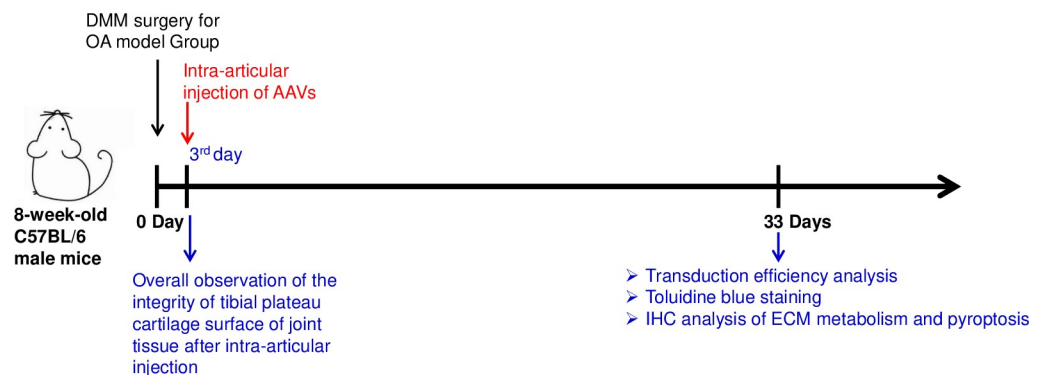 DMM surgery for
OA model Group
Intra-articular
injection of AAVs
3rd day
8-week-old
C57BL/6
male mice
0 Day
33 Days
Overall observation of the
integrity of tibial plateau
cartilage surface of joint
tissue after intra-articular
injection
➢ Transduction efficiency analysis
➢ Toluidine blue staining
➢ IHC analysis of ECM metabolism and pyroptosis